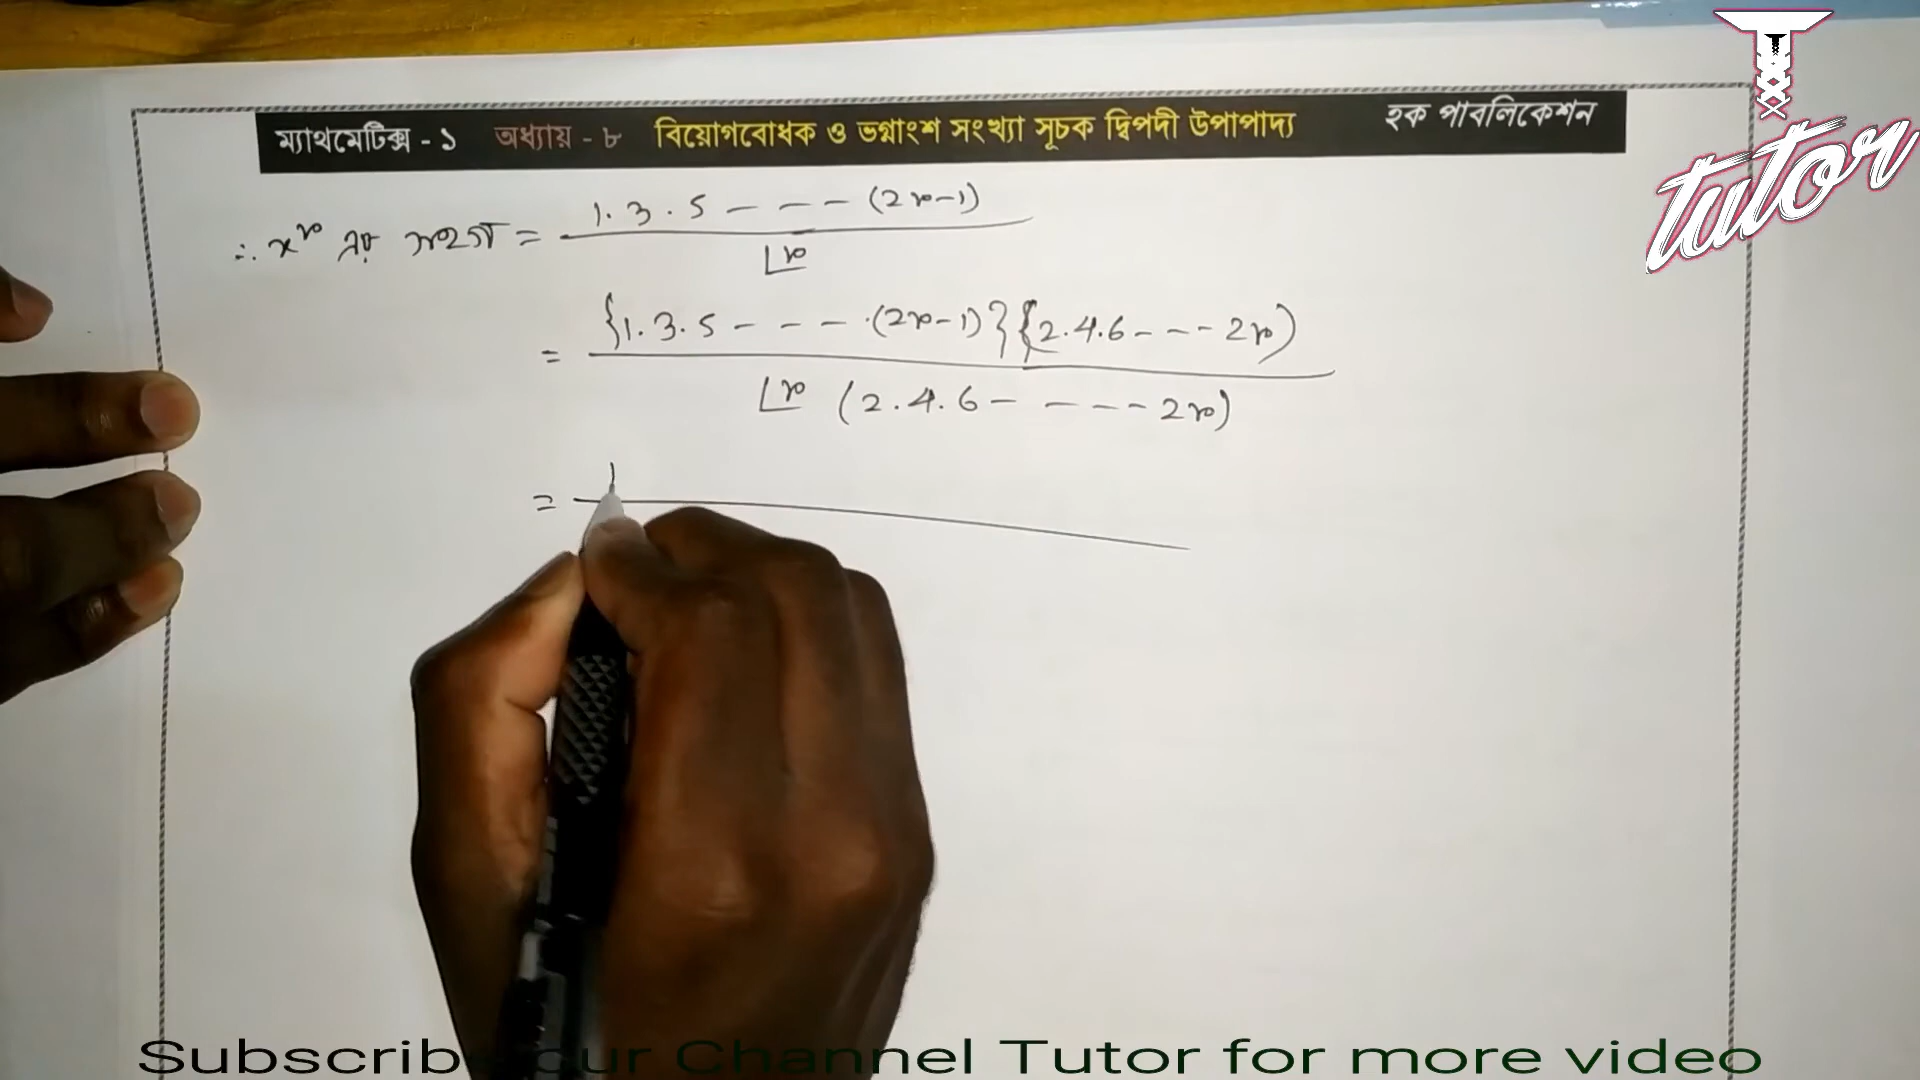 ম্যাথমেটিক্স - ১ অধ্যায় - ৮ বিয়োগবোধক ও ভগ্নাংশ সংখ্যা সূচক দ্বিপদী উপাপাদ্য হক পাবলিকেশন
T
tutor
∴ x^r এর সহগ = 1.3.5 - - - (2r-1) / ⌊r
= {1.3.5 - - - - .(2r-1)}{2.4.6 - - - 2r) / ⌊r (2.4.6 - - - - - 2r)
= 1
Subscrib our Channel Tutor for more video